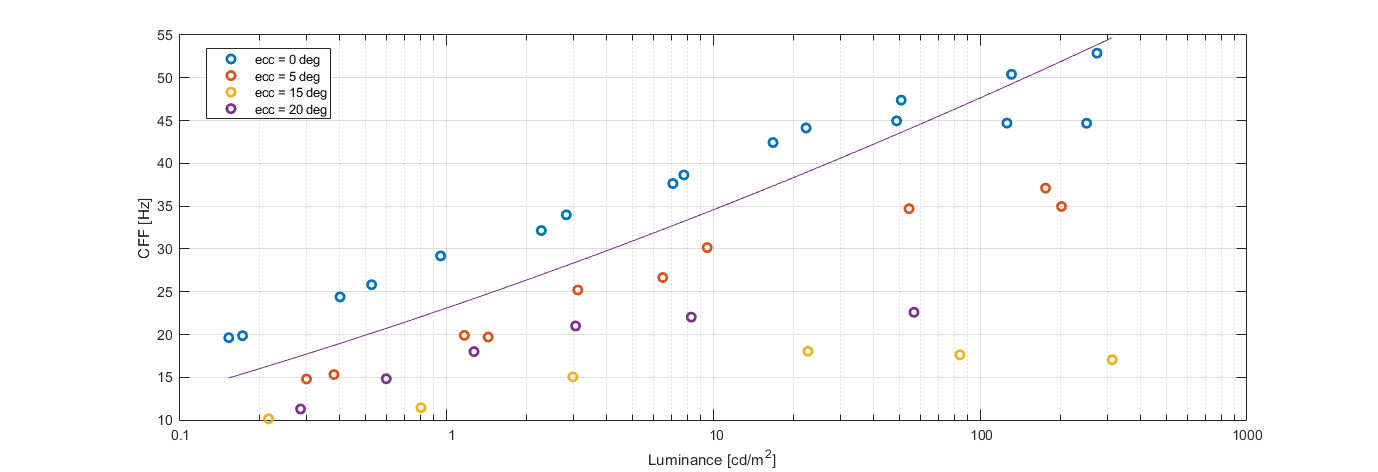 55
50
45
40
35
30
25
20
15
10
CFF [Hz]
ecc = 0 deg
ecc = 5 deg
ecc = 15 deg
ecc = 20 deg
0.1 1 10 100 1000
Luminance [cd/m²]